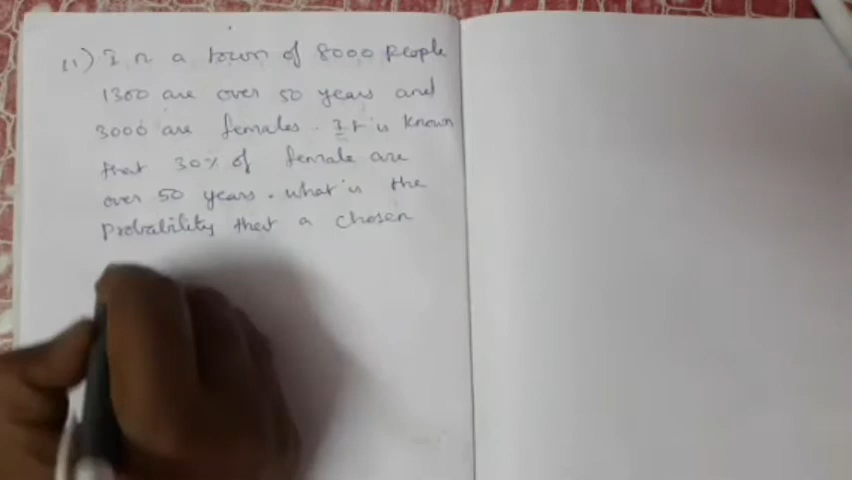 11) In a town of 8000 people
1300 are over 50 years and
3000 are females. It is known
that 30% of female are
over 50 years. what is the
probability that a chosen